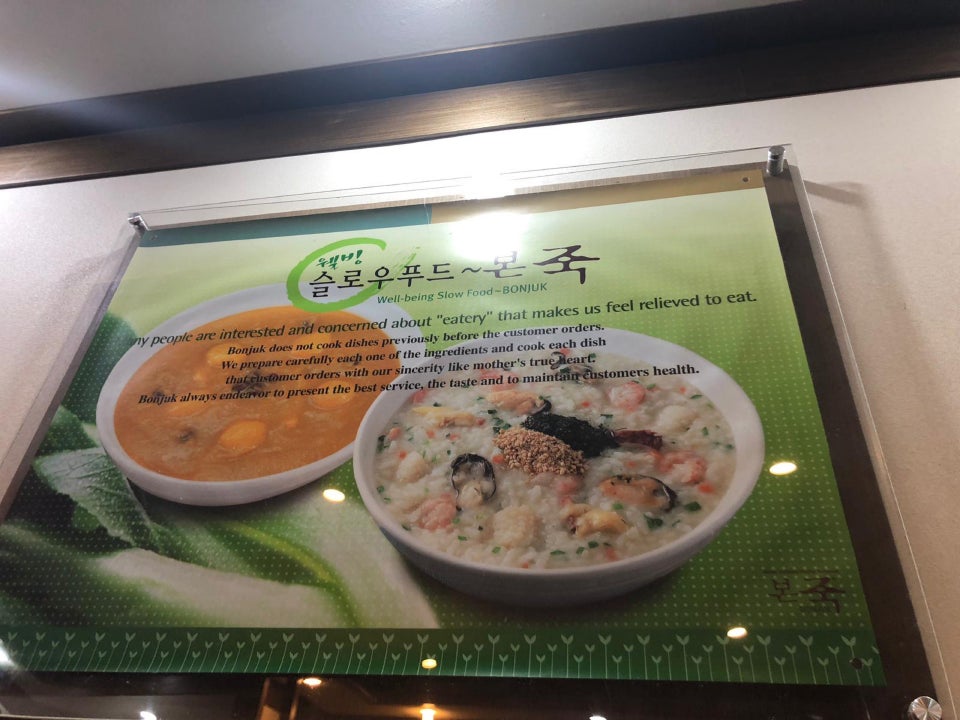 웰빙
슬로우푸드~본죽
Well-being Slow Food~BONJUK
people are interested and concerned about "eatery" that makes us feel relieved to eat.
Bonjuk does not cook dishes previously before the customer orders.
We prepare carefully each one of the ingredients and cook each dish
that customer orders with our sincerity like mother's true heart.
Bonjuk always endeavor to present the best service, the taste and to maintain customers health.
본죽